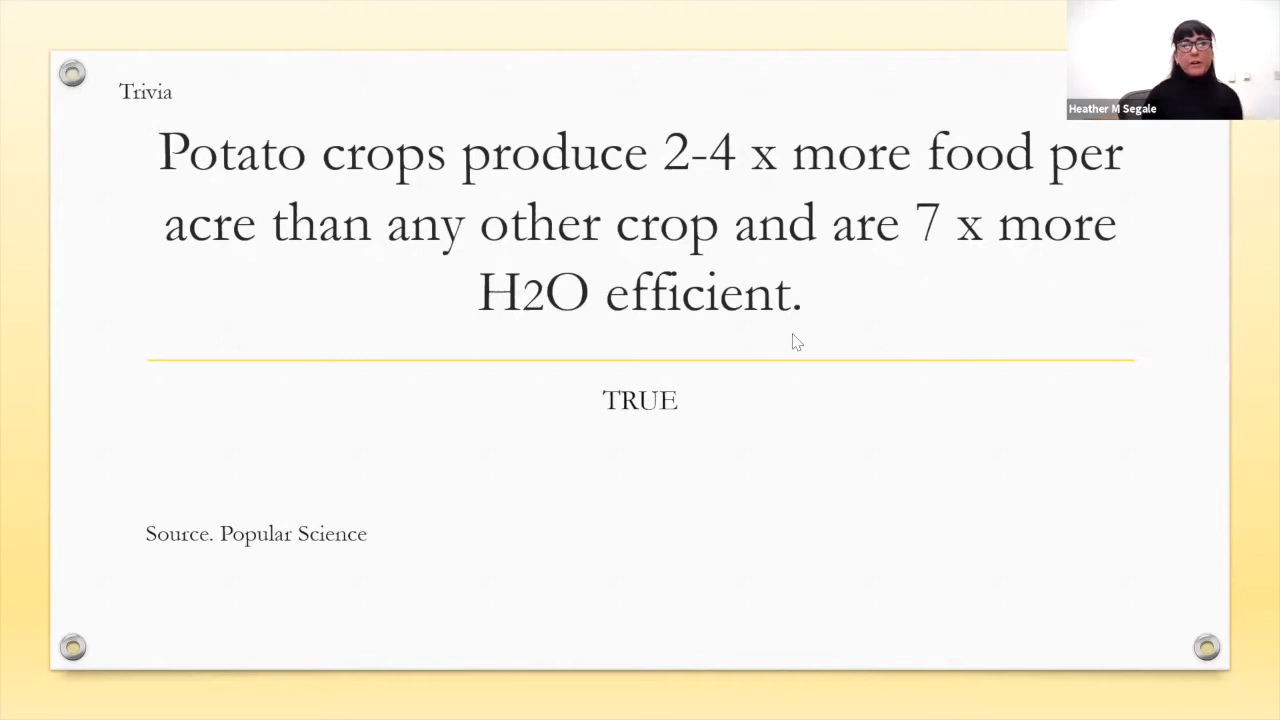 Heather M Segale
Trivia
Potato crops produce 2-4 x more food per
acre than any other crop and are 7 x more
H2O efficient.
TRUE
Source. Popular Science